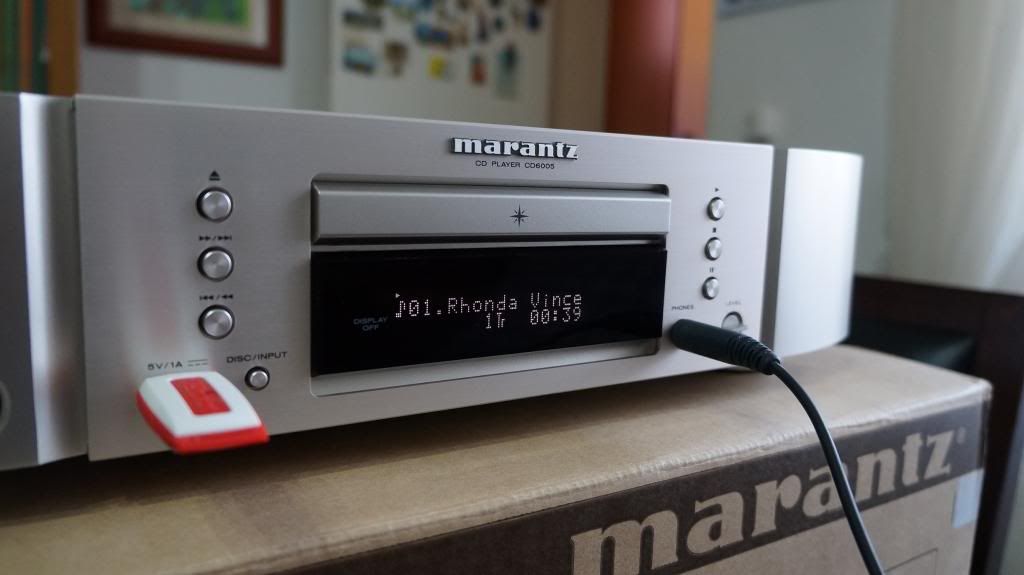 marantz
CD PLAYER CD6005
♪01.Rhonda Vince
1Tr 00:39
DISPLAY
OFF
PHONES
LEVEL
5V/1A
DISC/INPUT
marantz